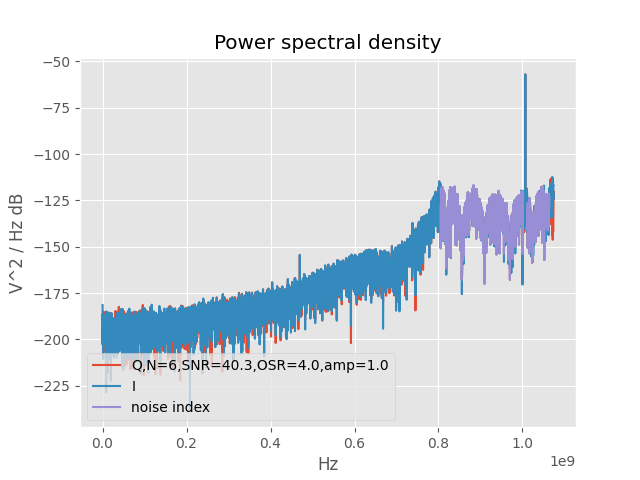 Power spectral density
V^2 / Hz dB
−50
−75
−100
−125
−150
−175
−200
−225
Q,N=6,SNR=40.3,OSR=4.0,amp=1.0
I
noise index
0.0 0.2 0.4 0.6 0.8 1.0
1e9
Hz